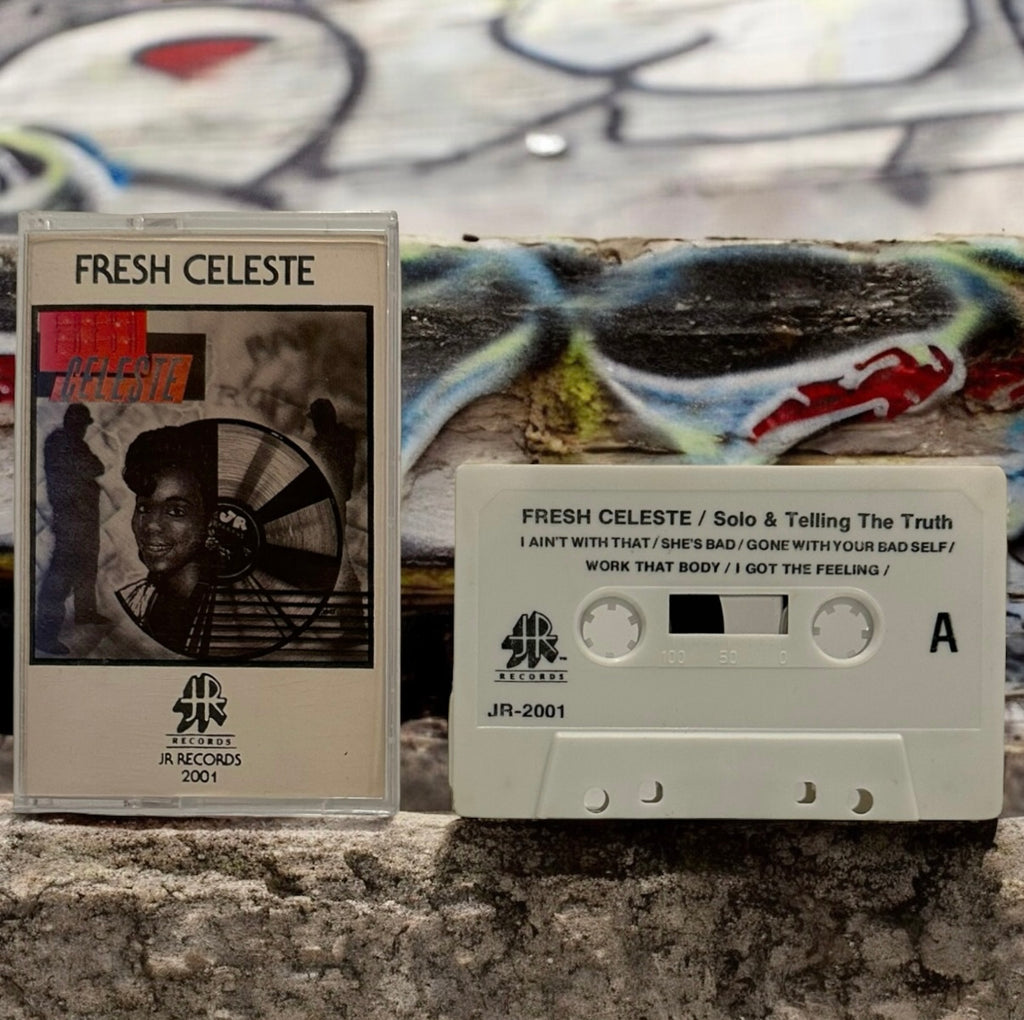 FRESH CELESTE
CELESTE
JR
RECORDS
JR RECORDS
2001
FRESH CELESTE / Solo & Telling The Truth
I AIN'T WITH THAT / SHE'S BAD / GONE WITH YOUR BAD SELF /
WORK THAT BODY / I GOT THE FEELING /
A
100 50 0
JR™
RECORDS
JR-2001